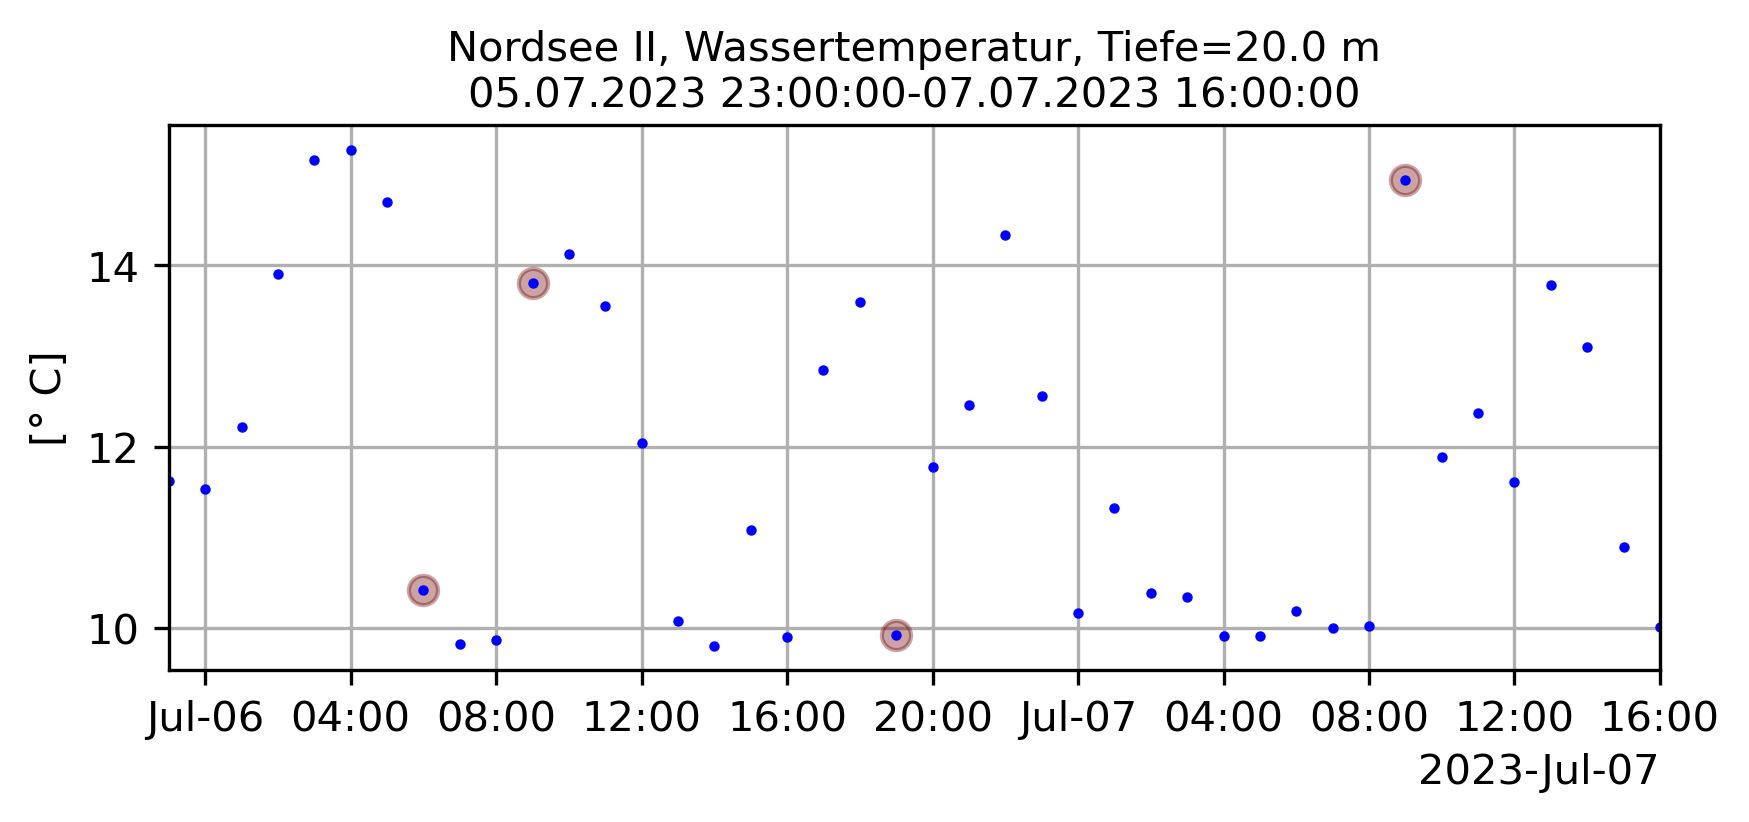 Nordsee II, Wassertemperatur, Tiefe=20.0 m
05.07.2023 23:00:00-07.07.2023 16:00:00
[° C]
14
12
10
Jul-06 04:00 08:00 12:00 16:00 20:00 Jul-07 04:00 08:00 12:00 16:00
2023-Jul-07